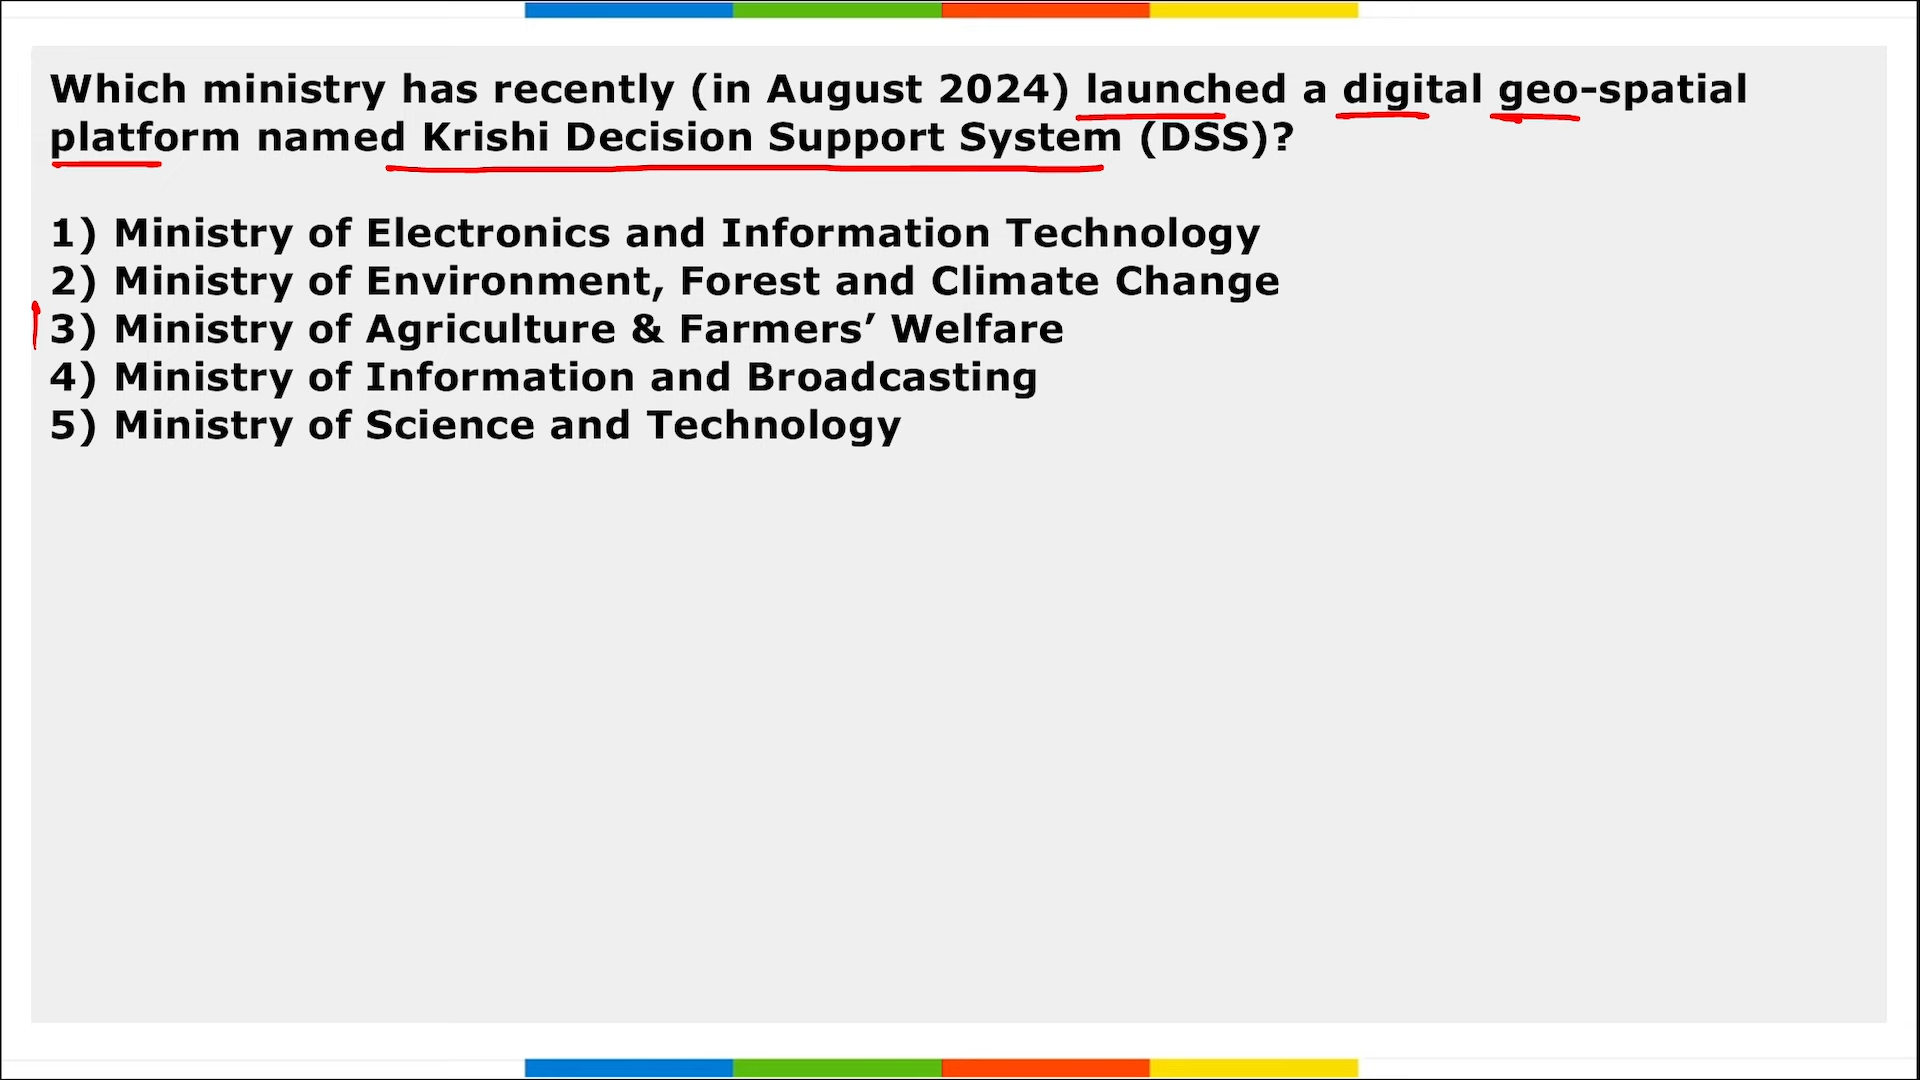 Which ministry has recently (in August 2024) launched a digital geo-spatial
platform named Krishi Decision Support System (DSS)?
1) Ministry of Electronics and Information Technology
2) Ministry of Environment, Forest and Climate Change
3) Ministry of Agriculture & Farmers’ Welfare
4) Ministry of Information and Broadcasting
5) Ministry of Science and Technology